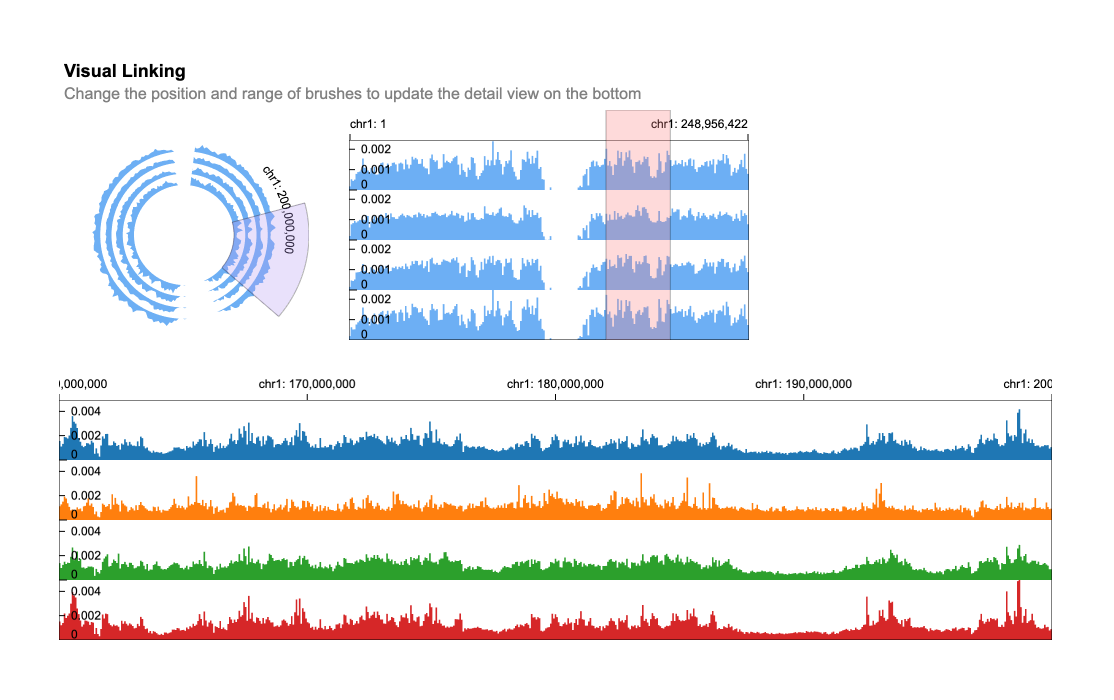 Visual Linking
Change the position and range of brushes to update the detail view on the bottom
chr1: 200,000,000
chr1: 1
chr1: 248,956,422
0.002
0.001
0
0.002
0.001
0
0.002
0.001
0
0.002
0.001
0
0,000,000
chr1: 170,000,000
chr1: 180,000,000
chr1: 190,000,000
chr1: 200
0.004
0.002
0
0.004
0.002
0
0.004
0.002
0
0.004
0.002
0